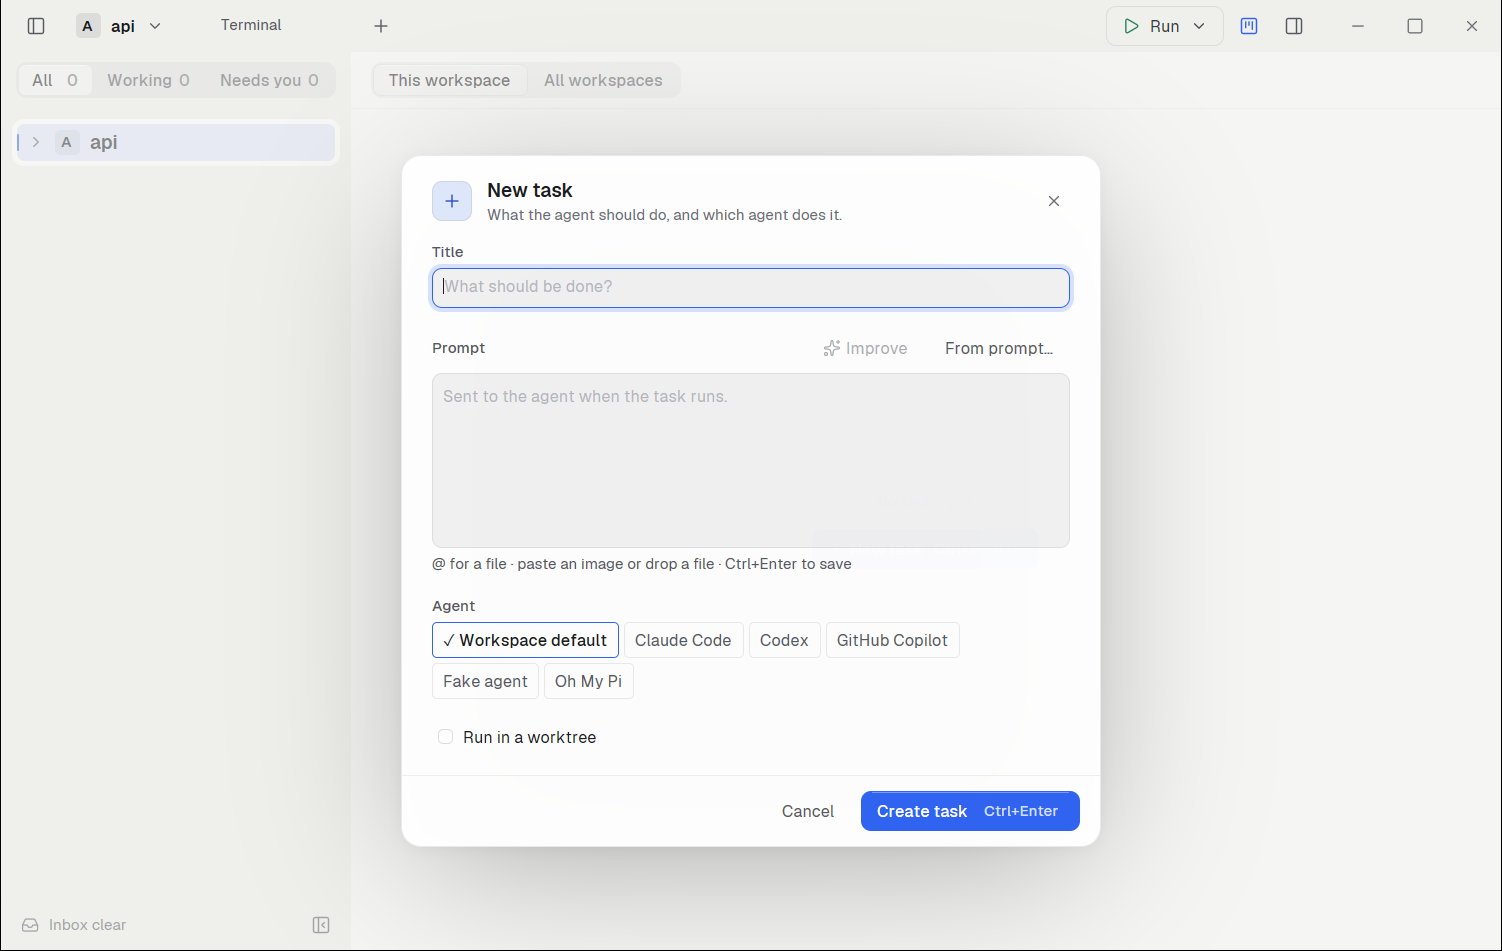 A api
Terminal
Run
All 0
Working 0
Needs you 0
This workspace
All workspaces
A api
New task
What the agent should do, and which agent does it.
Title
What should be done?
Prompt
Improve
From prompt...
Sent to the agent when the task runs.
@ for a file · paste an image or drop a file · Ctrl+Enter to save
Agent
✓ Workspace default
Claude Code
Codex
GitHub Copilot
Fake agent
Oh My Pi
Run in a worktree
Cancel
Create task Ctrl+Enter
Inbox clear